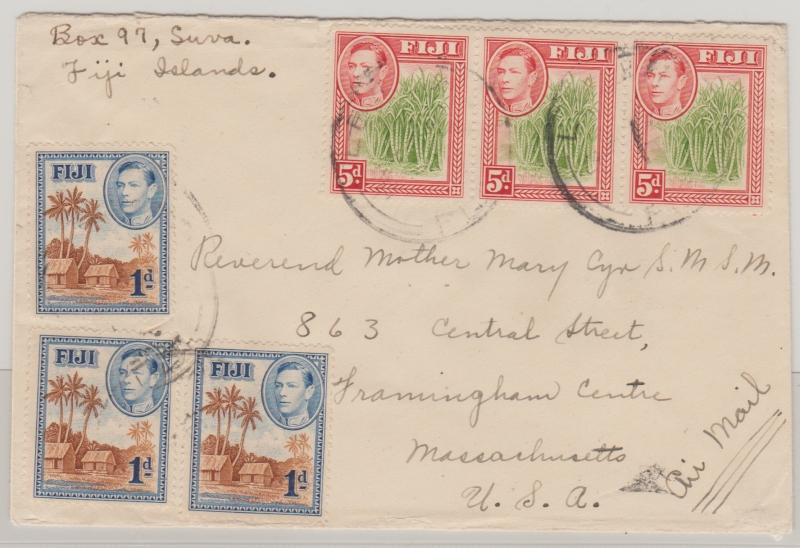 Box 97, Suva.
Fiji Islands.
FIJI
5d
FIJI
5d
FIJI
5d
FIJI
1d
FIJI
1d
FIJI
1d
Reverend Mother Mary Cyr S. M. S. M.
863 Central Street,
Framingham Centre
Massachusetts
U. S. A.
Air Mail